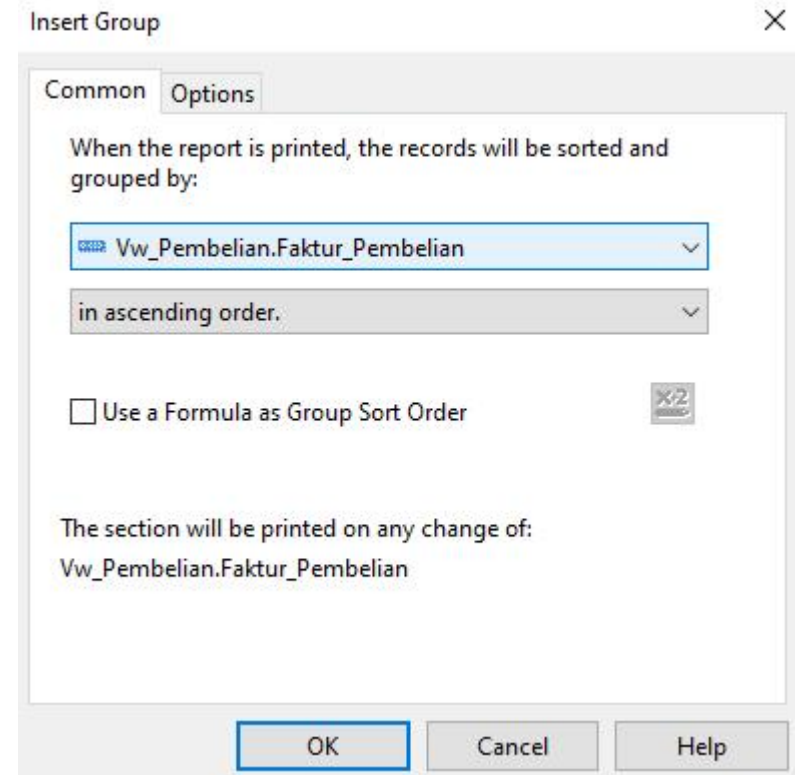 Insert Group
Common Options
When the report is printed, the records will be sorted and
grouped by:
Vw_Pembelian.Faktur_Pembelian
in ascending order.
Use a Formula as Group Sort Order
X+2
The section will be printed on any change of:
Vw_Pembelian.Faktur_Pembelian
OK Cancel Help